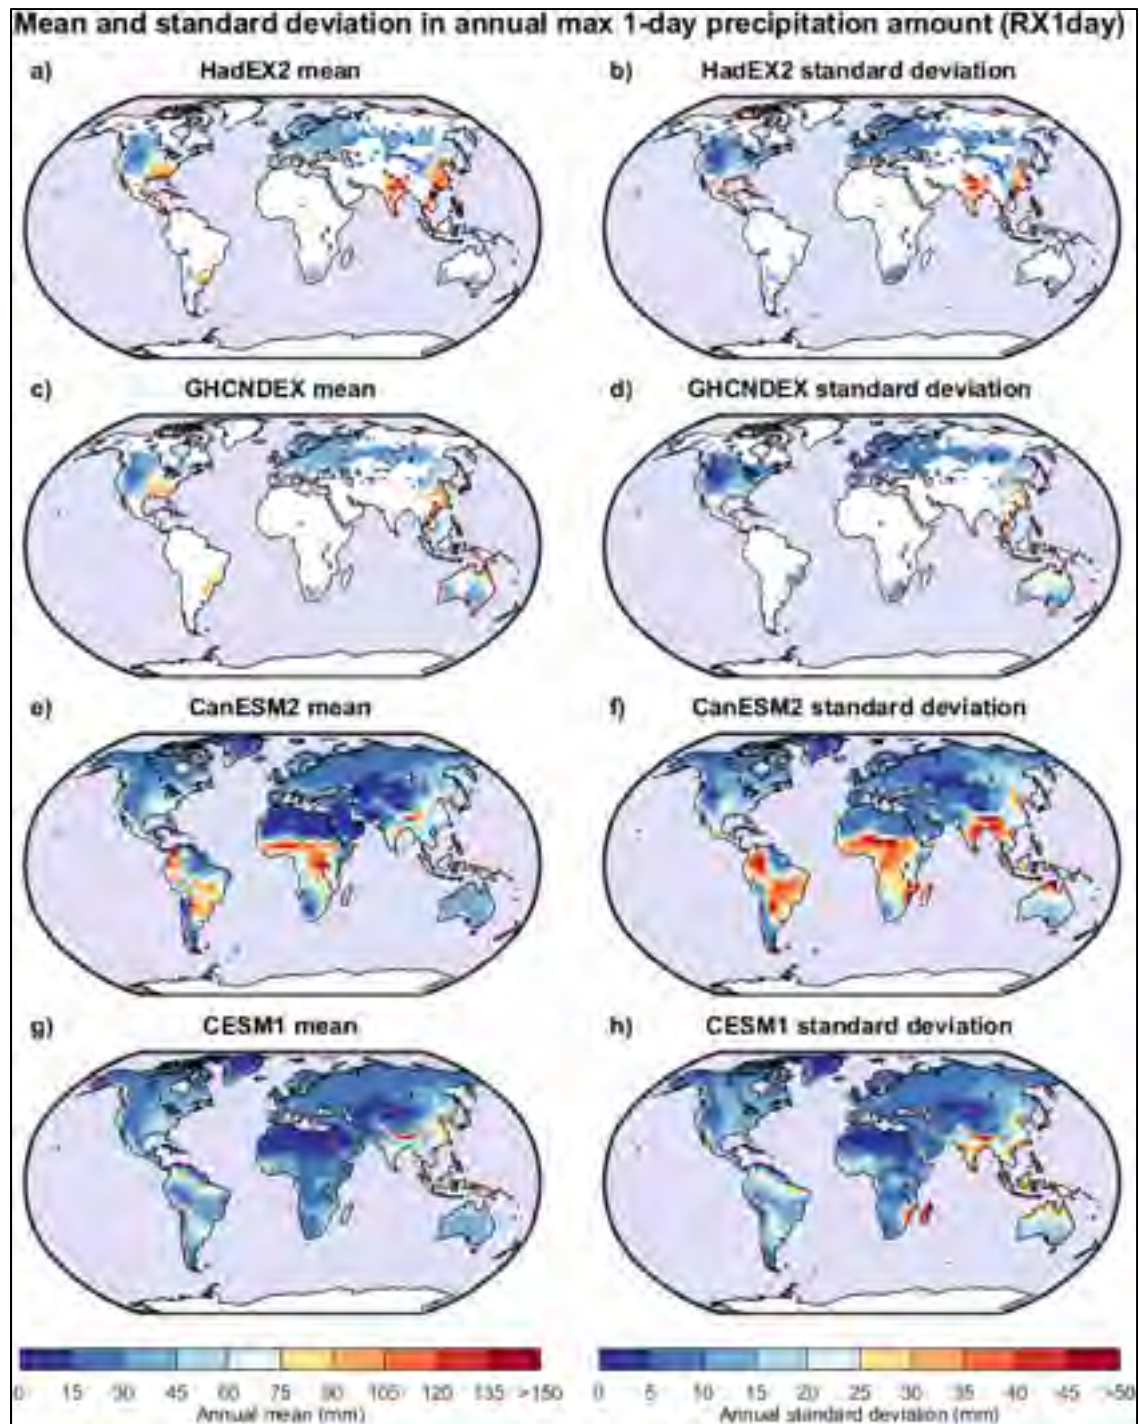 Mean and standard deviation in annual max 1-day precipitation amount (RX1day)
a) HadEX2 mean
b) HadEX2 standard deviation
c) GHCNDEX mean
d) GHCNDEX standard deviation
e) CanESM2 mean
f) CanESM2 standard deviation
g) CESM1 mean
h) CESM1 standard deviation
0 15 30 45 60 75 90 105 120 135 >150
Annual mean (mm)
0 5 10 15 20 25 30 35 40 45 >50
Annual standard deviation (mm)